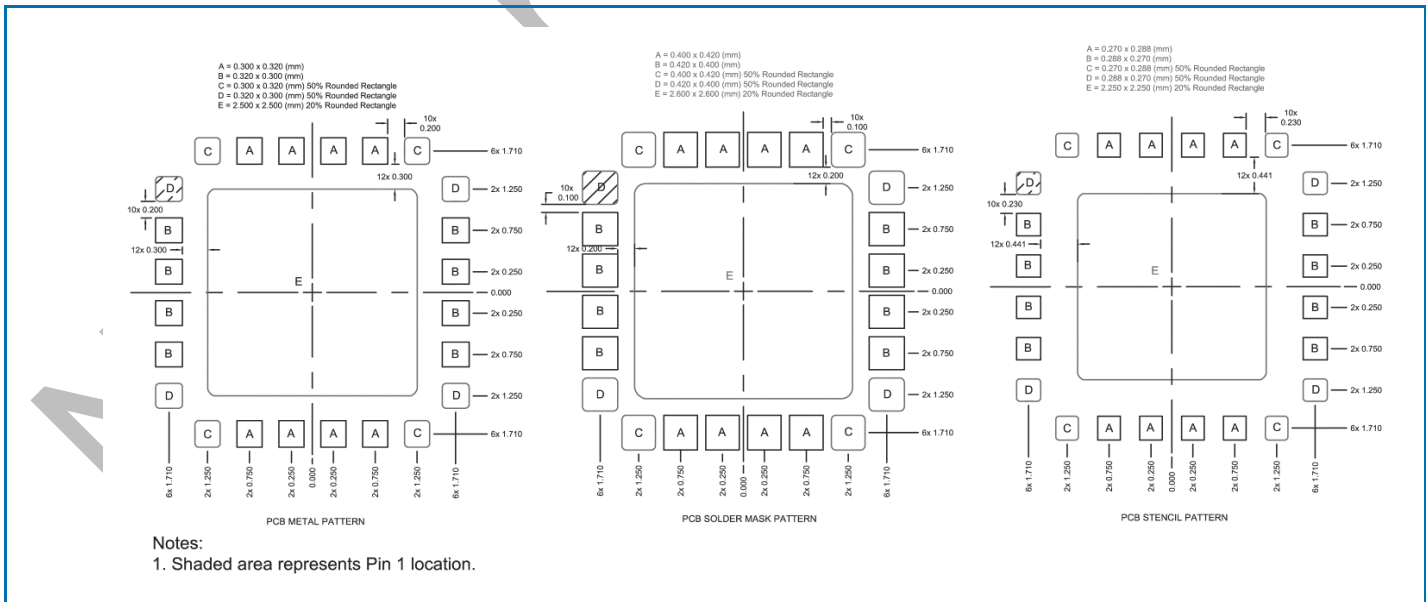 A = 0.300 x 0.320 (mm)
B = 0.320 x 0.300 (mm)
C = 0.300 x 0.320 (mm) 50% Rounded Rectangle
D = 0.320 x 0.300 (mm) 50% Rounded Rectangle
E = 2.500 x 2.500 (mm) 20% Rounded Rectangle
10x
0.200
C A A A A C
6x 1.710
12x 0.300
D
D
2x 1.250
10x 0.200
B
B
2x 0.750
12x 0.300
B
B
2x 0.250
E
0.000
B
B
2x 0.250
B
B
2x 0.750
D
D
2x 1.250
C A A A A C
6x 1.710
6x 1.710
2x 1.250
2x 0.750
2x 0.250
0.000
2x 0.250
2x 0.750
2x 1.250
6x 1.710
PCB METAL PATTERN
A = 0.400 x 0.420 (mm)
B = 0.420 x 0.400 (mm)
C = 0.400 x 0.420 (mm) 50% Rounded Rectangle
D = 0.420 x 0.400 (mm) 50% Rounded Rectangle
E = 2.600 x 2.600 (mm) 20% Rounded Rectangle
10x
0.100
C A A A A C
6x 1.710
12x 0.200
D
D
2x 1.250
10x
0.100
B
B
2x 0.750
12x 0.200
B
B
2x 0.250
E
0.000
B
B
2x 0.250
B
B
2x 0.750
D
D
2x 1.250
C A A A A C
6x 1.710
6x 1.710
2x 1.250
2x 0.750
2x 0.250
0.000
2x 0.250
2x 0.750
2x 1.250
6x 1.710
PCB SOLDER MASK PATTERN
A = 0.270 x 0.288 (mm)
B = 0.288 x 0.270 (mm)
C = 0.270 x 0.288 (mm) 50% Rounded Rectangle
D = 0.288 x 0.270 (mm) 50% Rounded Rectangle
E = 2.250 x 2.250 (mm) 20% Rounded Rectangle
10x
0.230
C A A A A C
6x 1.710
12x 0.441
D
D
2x 1.250
10x 0.230
B
B
2x 0.750
12x 0.441
B
B
2x 0.250
E
0.000
B
B
2x 0.250
B
B
2x 0.750
D
D
2x 1.250
C A A A A C
6x 1.710
6x 1.710
2x 1.250
2x 0.750
2x 0.250
0.000
2x 0.250
2x 0.750
2x 1.250
6x 1.710
PCB STENCIL PATTERN
Notes:
1. Shaded area represents Pin 1 location.